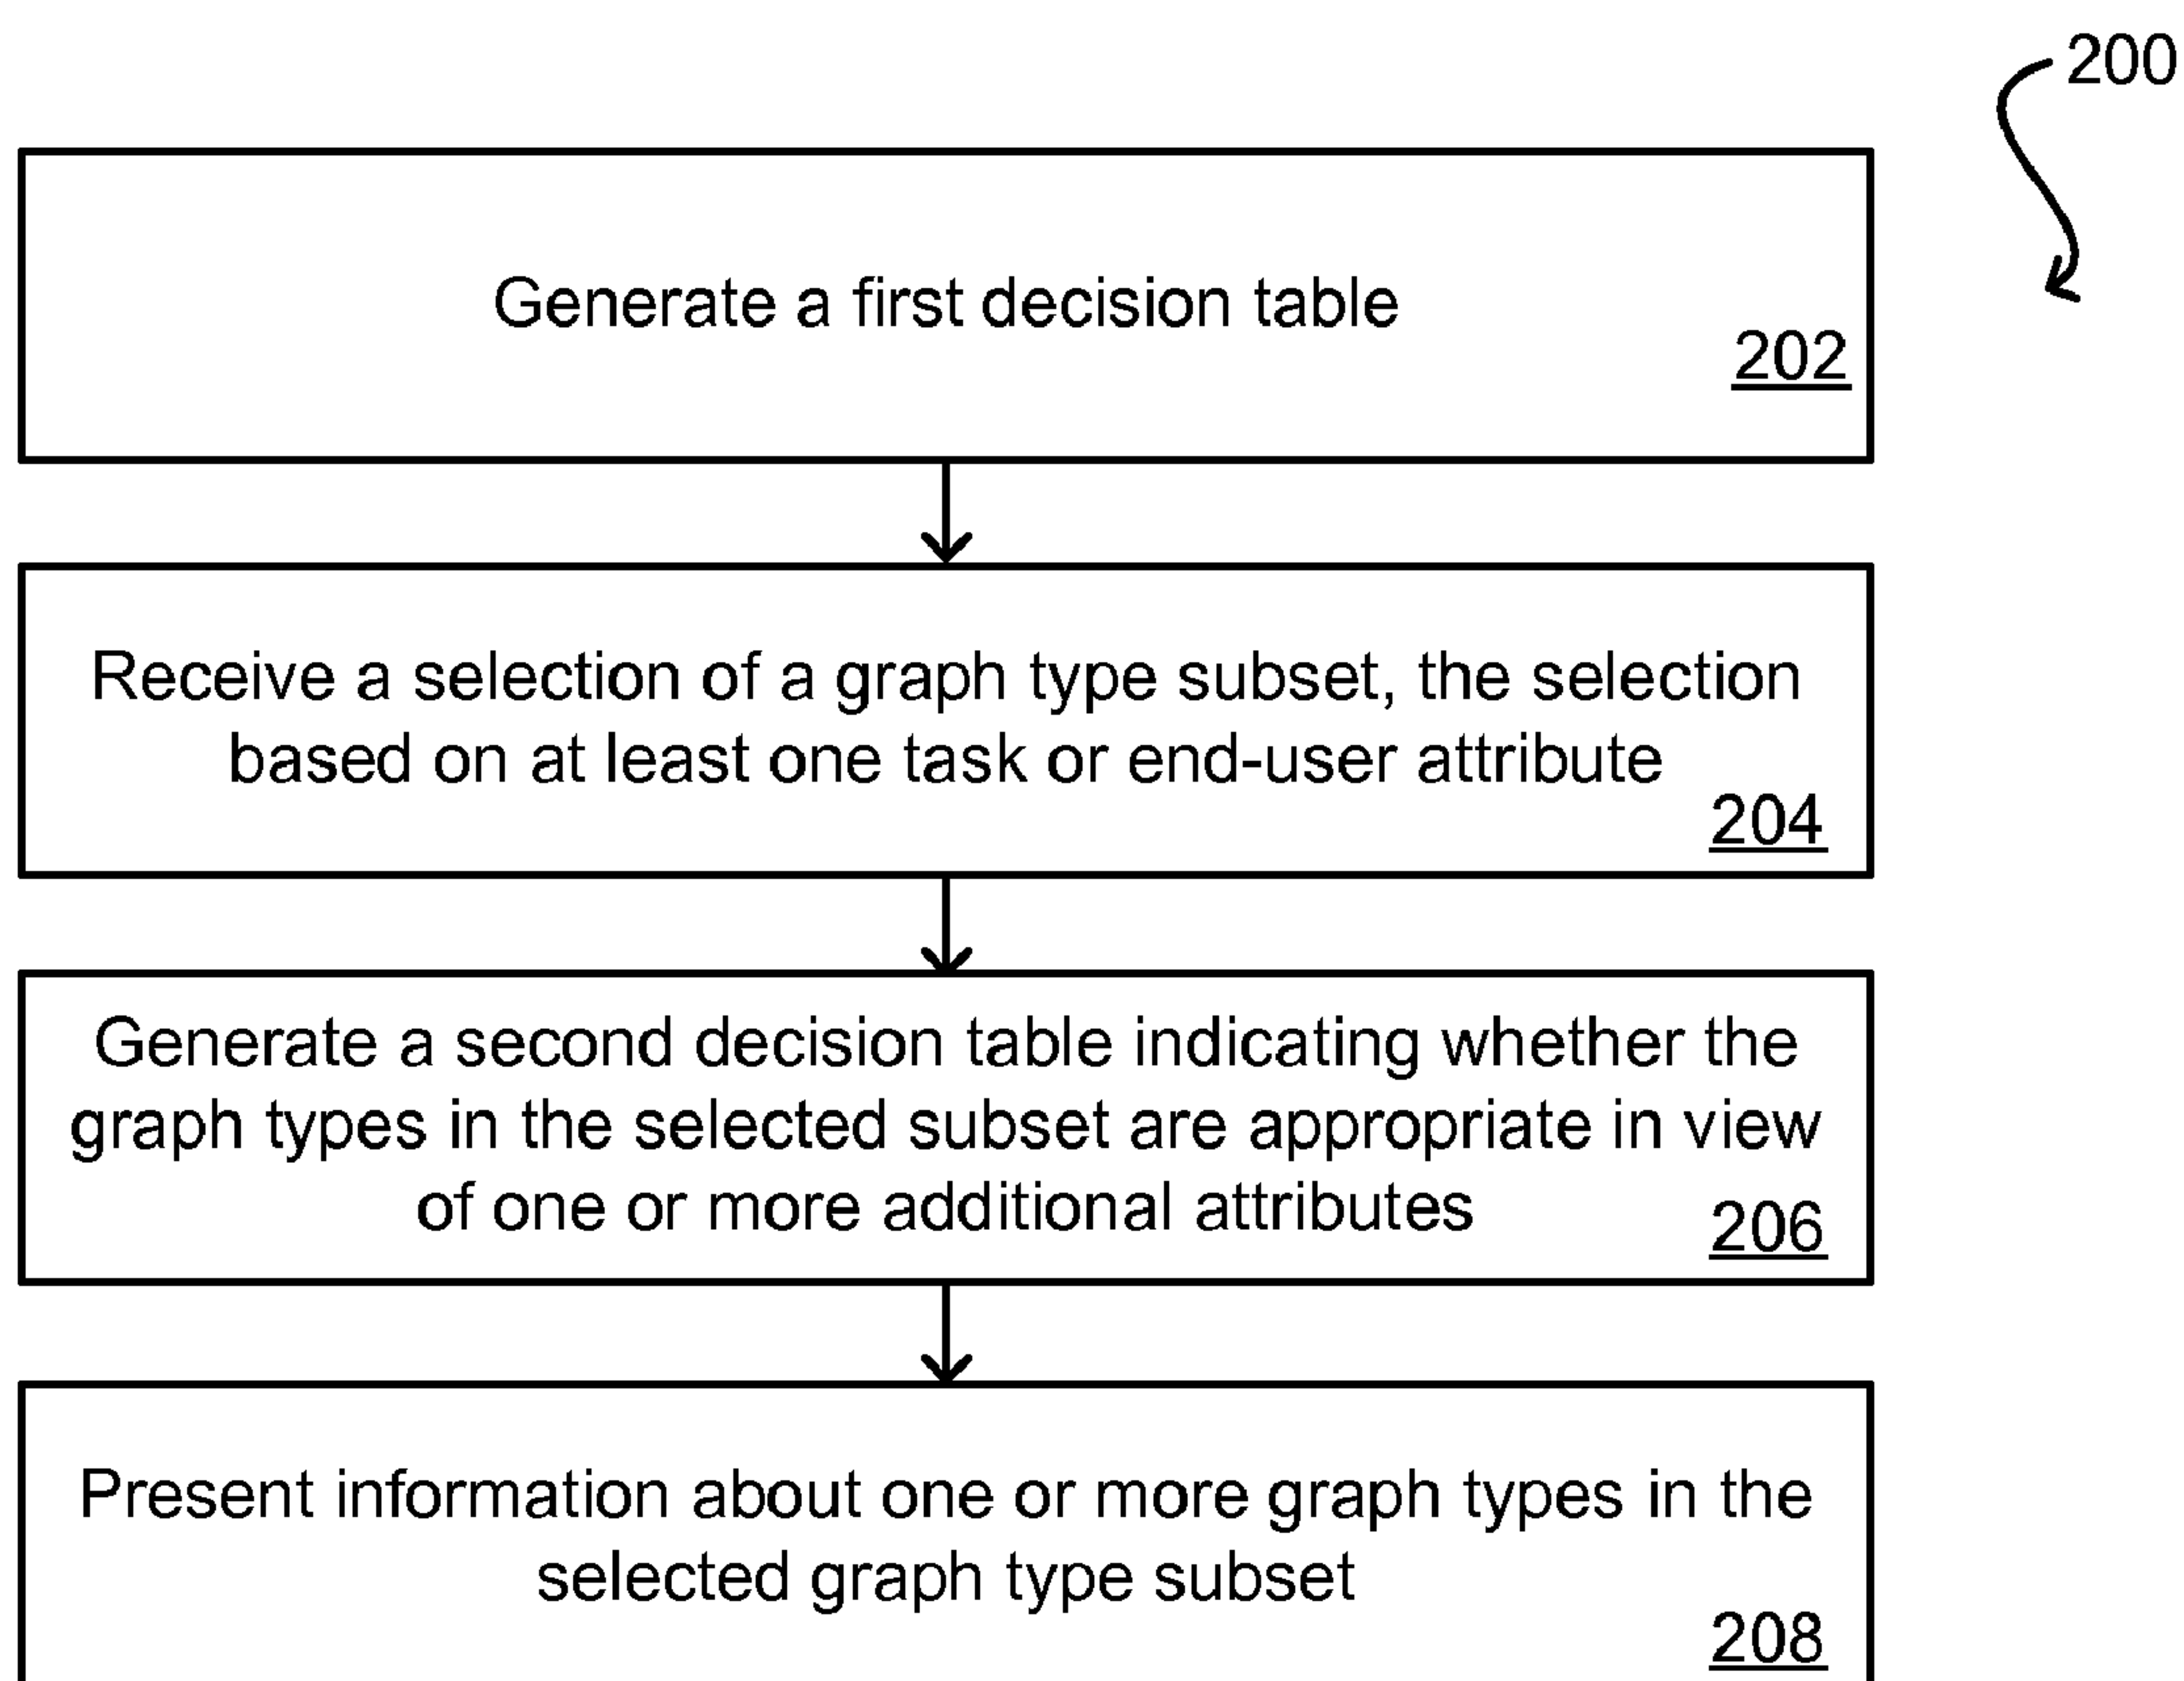 200
Generate a first decision table
202
Receive a selection of a graph type subset, the selection
based on at least one task or end-user attribute
204
Generate a second decision table indicating whether the
graph types in the selected subset are appropriate in view
of one or more additional attributes
206
Present information about one or more graph types in the
selected graph type subset
208